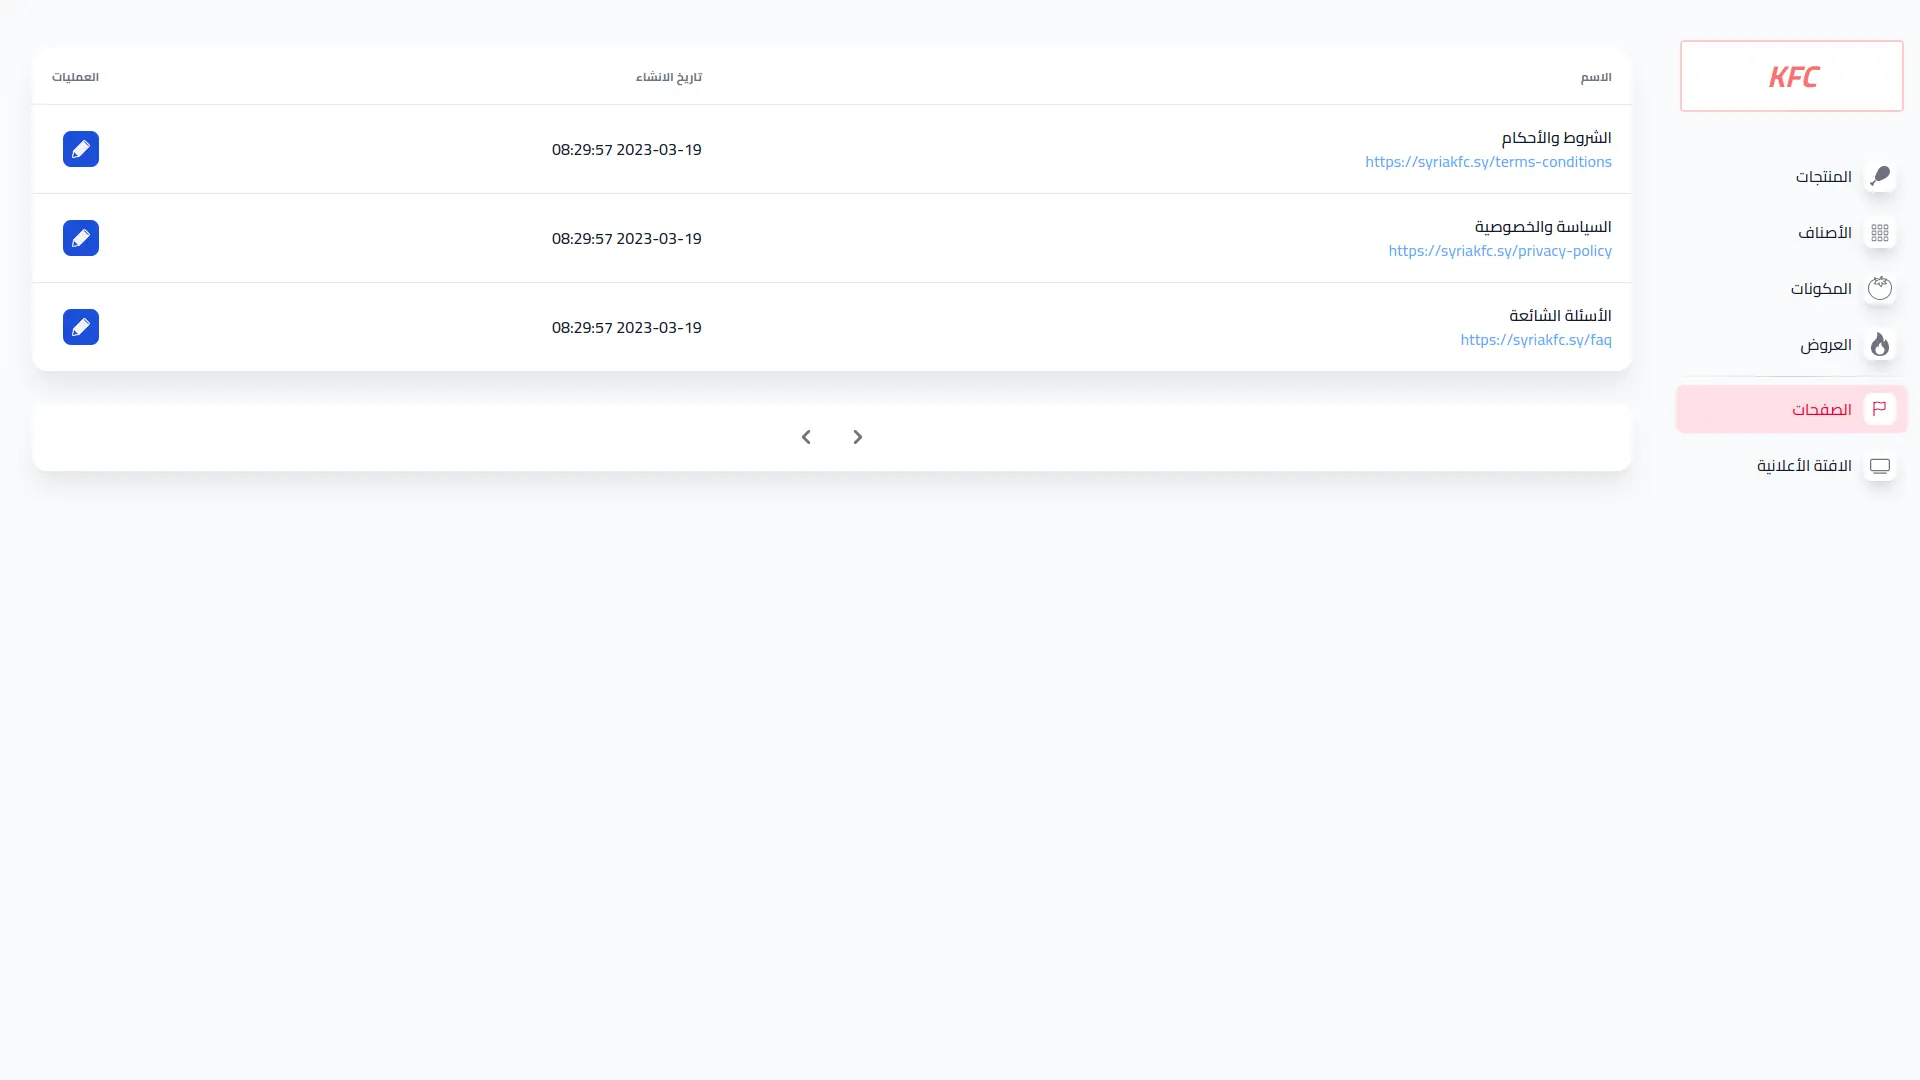 KFC
المنتجات
الأصناف
المكونات
العروض
الصفحات
الافتة الأعلانية
الاسم
تاريخ الانشاء
العمليات
الشروط والأحكام
https://syriakfc.sy/terms-conditions
08:29:57 2023-03-19
السياسة والخصوصية
https://syriakfc.sy/privacy-policy
08:29:57 2023-03-19
الأسئلة الشائعة
https://syriakfc.sy/faq
08:29:57 2023-03-19